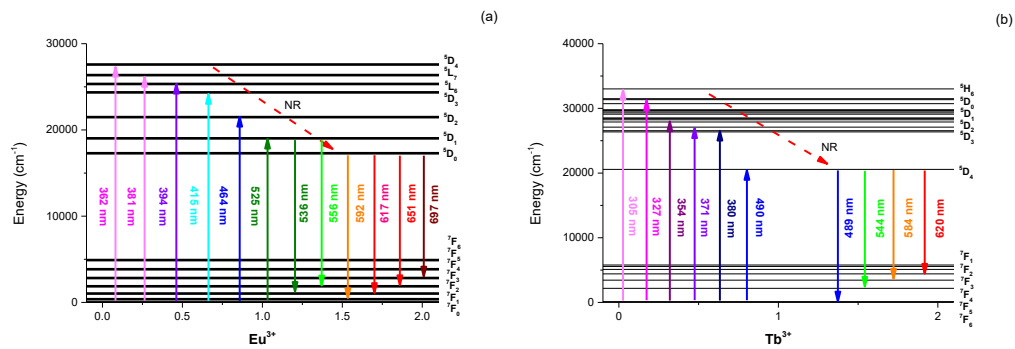 (a)
Energy (cm⁻¹)
30000
20000
10000
0
362 nm
381 nm
394 nm
415 nm
464 nm
525 nm
536 nm
556 nm
592 nm
617 nm
651 nm
697 nm
NR
⁵D₄
⁵L₇
⁵L₆
⁵D₃
⁵D₂
⁵D₁
⁵D₀
⁷F₆
⁷F₅
⁷F₄
⁷F₃
⁷F₂
⁷F₁
⁷F₀
0.0 0.5 1.0 1.5 2.0
Eu³⁺
(b)
Energy (cm⁻¹)
40000
30000
20000
10000
0
305 nm
327 nm
354 nm
371 nm
380 nm
490 nm
489 nm
544 nm
584 nm
620 nm
NR
⁵H₆
⁵D₀
⁵D₁
⁵D₂
⁵D₃
⁵D₄
⁷F₁
⁷F₂
⁷F₃
⁷F₄
⁷F₅
⁷F₆
0 1 2
Tb³⁺